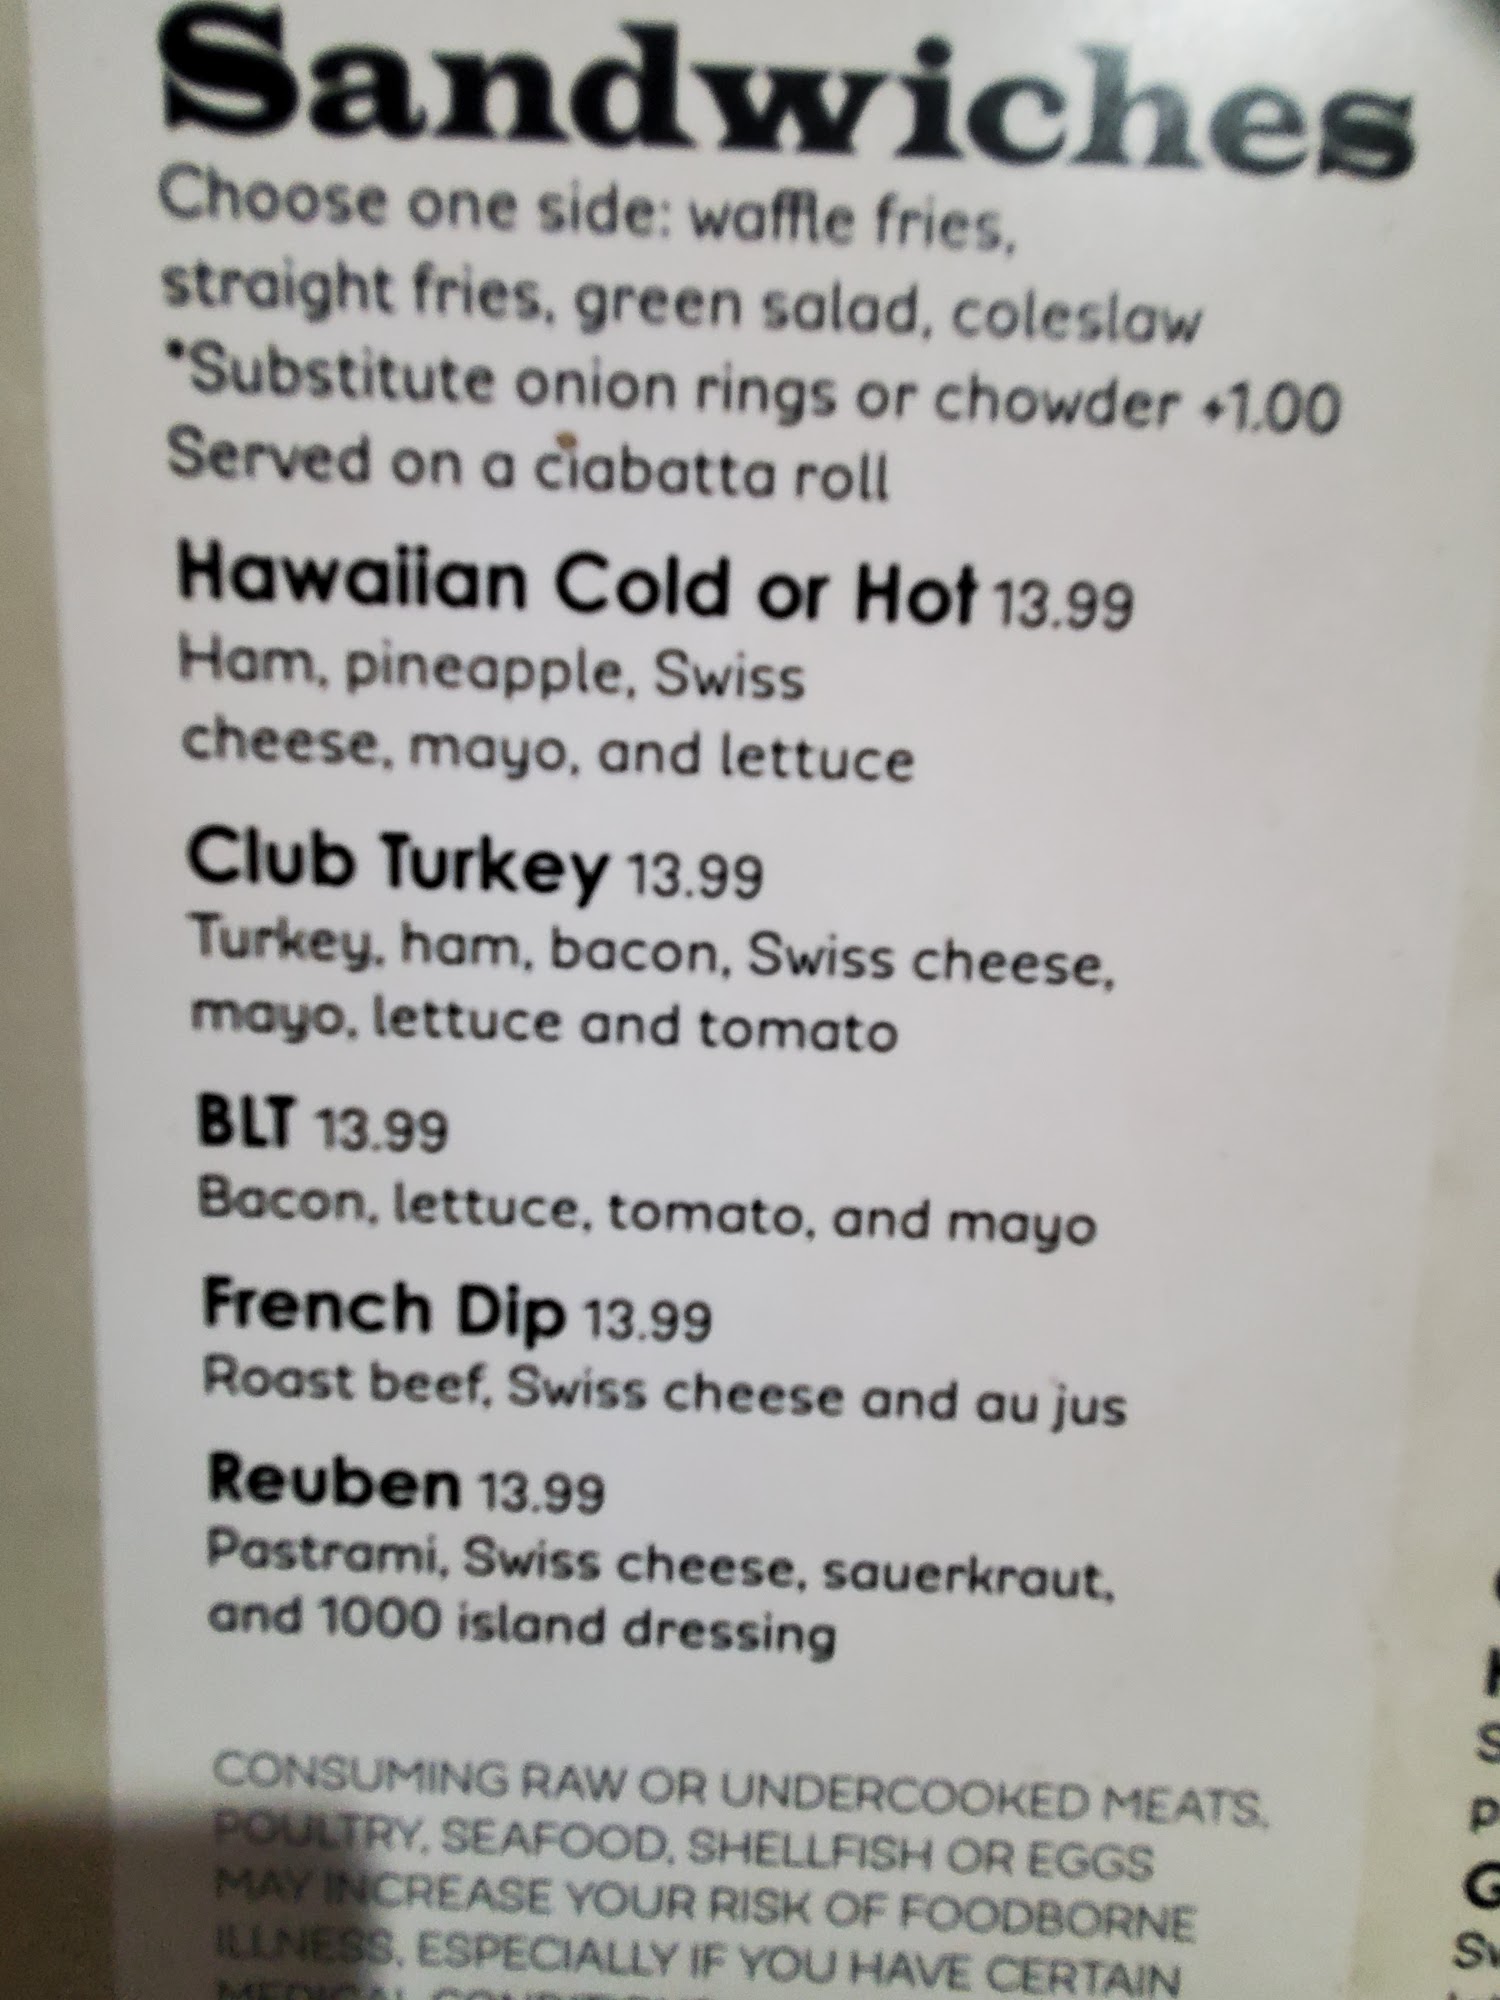 Sandwiches
Choose one side: waffle fries,
straight fries, green salad, coleslaw
*Substitute onion rings or chowder +1.00
Served on a ciabatta roll
Hawaiian Cold or Hot 13.99
Ham, pineapple, Swiss
cheese, mayo, and lettuce
Club Turkey 13.99
Turkey, ham, bacon, Swiss cheese,
mayo, lettuce and tomato
BLT 13.99
Bacon, lettuce, tomato, and mayo
French Dip 13.99
Roast beef, Swiss cheese and au jus
Reuben 13.99
Pastrami, Swiss cheese, sauerkraut,
and 1000 island dressing
CONSUMING RAW OR UNDERCOOKED MEATS,
POULTRY, SEAFOOD, SHELLFISH OR EGGS
MAY INCREASE YOUR RISK OF FOODBORNE
ILLNESS, ESPECIALLY IF YOU HAVE CERTAIN